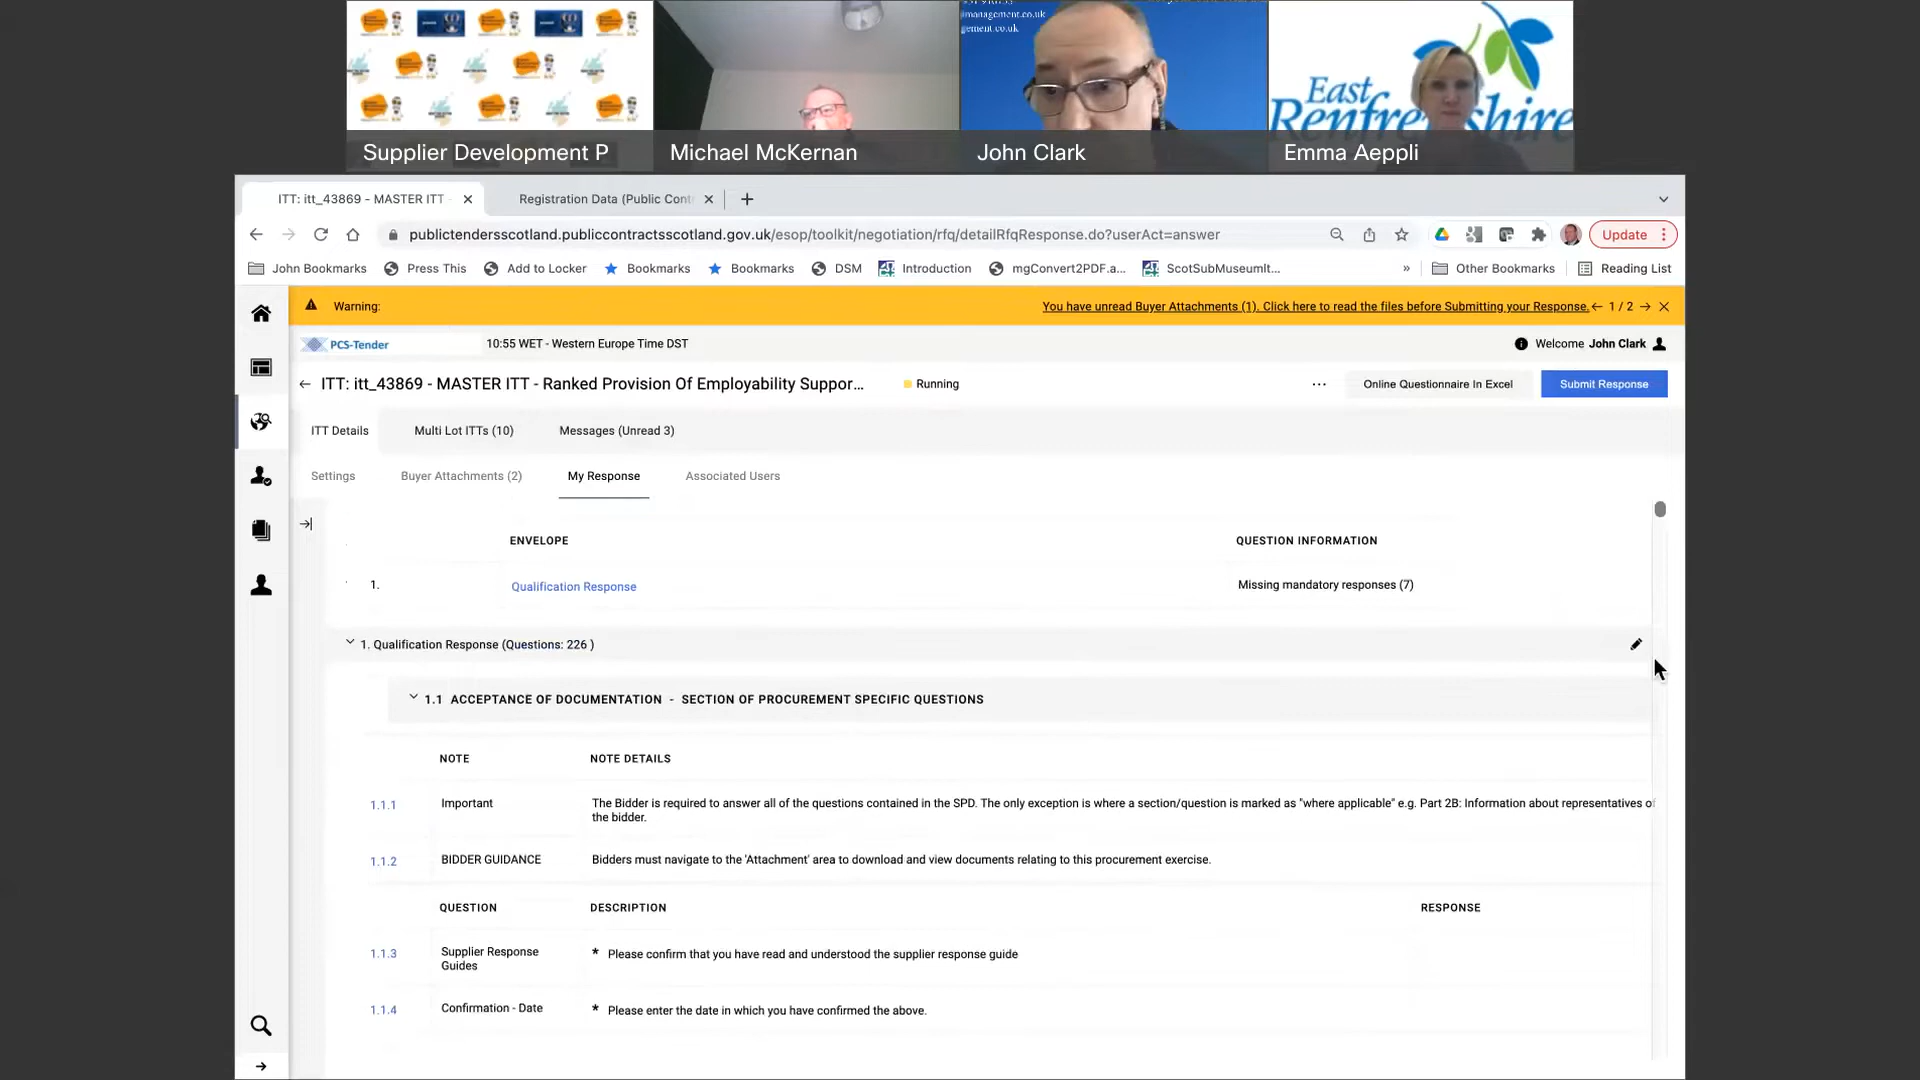 management.co.uk
gement.co.uk
East
Renfrewshire
Supplier Development P
Michael McKernan
John Clark
Emma Aeppli
ITT: itt_43869 - MASTER ITT -
Registration Data (Public Cont
publictendersscotland.publiccontractsscotland.gov.uk/esop/toolkit/negotiation/rfq/detailRfqResponse.do?userAct=answer
Update
John Bookmarks
Press This
Add to Locker
Bookmarks
Bookmarks
DSM
Introduction
mgConvert2PDF.a...
ScotSubMuseumIt...
»
Other Bookmarks
Reading List
Warning:
You have unread Buyer Attachments (1). Click here to read the files before Submitting your Response.
1 / 2
PCS-Tender
10:55 WET - Western Europe Time DST
Welcome John Clark
ITT: itt_43869 - MASTER ITT - Ranked Provision Of Employability Suppor...
Running
...
Online Questionnaire In Excel
Submit Response
ITT Details
Multi Lot ITTs (10)
Messages (Unread 3)
Settings
Buyer Attachments (2)
My Response
Associated Users
ENVELOPE
QUESTION INFORMATION
1.
Qualification Response
Missing mandatory responses (7)
1. Qualification Response (Questions: 226 )
1.1 ACCEPTANCE OF DOCUMENTATION - SECTION OF PROCUREMENT SPECIFIC QUESTIONS
NOTE
NOTE DETAILS
1.1.1
Important
The Bidder is required to answer all of the questions contained in the SPD. The only exception is where a section/question is marked as "where applicable" e.g. Part 2B: Information about representatives of
the bidder.
1.1.2
BIDDER GUIDANCE
Bidders must navigate to the 'Attachment' area to download and view documents relating to this procurement exercise.
QUESTION
DESCRIPTION
RESPONSE
1.1.3
Supplier Response
Guides
* Please confirm that you have read and understood the supplier response guide
1.1.4
Confirmation - Date
* Please enter the date in which you have confirmed the above.